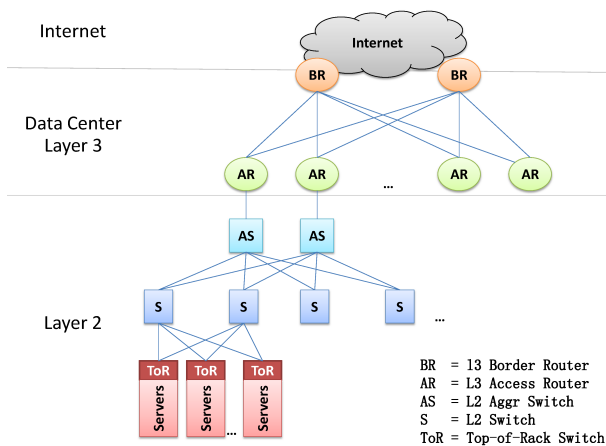 Internet
Internet
BR BR
Data Center
Layer 3
AR AR ... AR AR
AS AS
S S S S ...
Layer 2
ToR ToR ToR
Servers Servers ... Servers
BR = l3 Border Router
AR = L3 Access Router
AS = L2 Aggr Switch
S = L2 Switch
ToR = Top-of-Rack Switch